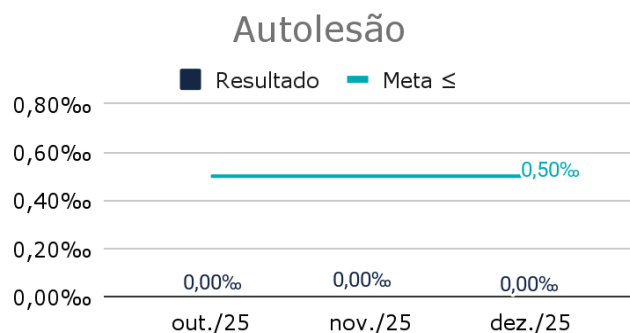 Autolesão
Resultado Meta ≤
0,80‰
0,60‰
0,50‰
0,40‰
0,20‰
0,00‰ 0,00‰ 0,00‰
0,00‰
out./25 nov./25 dez./25